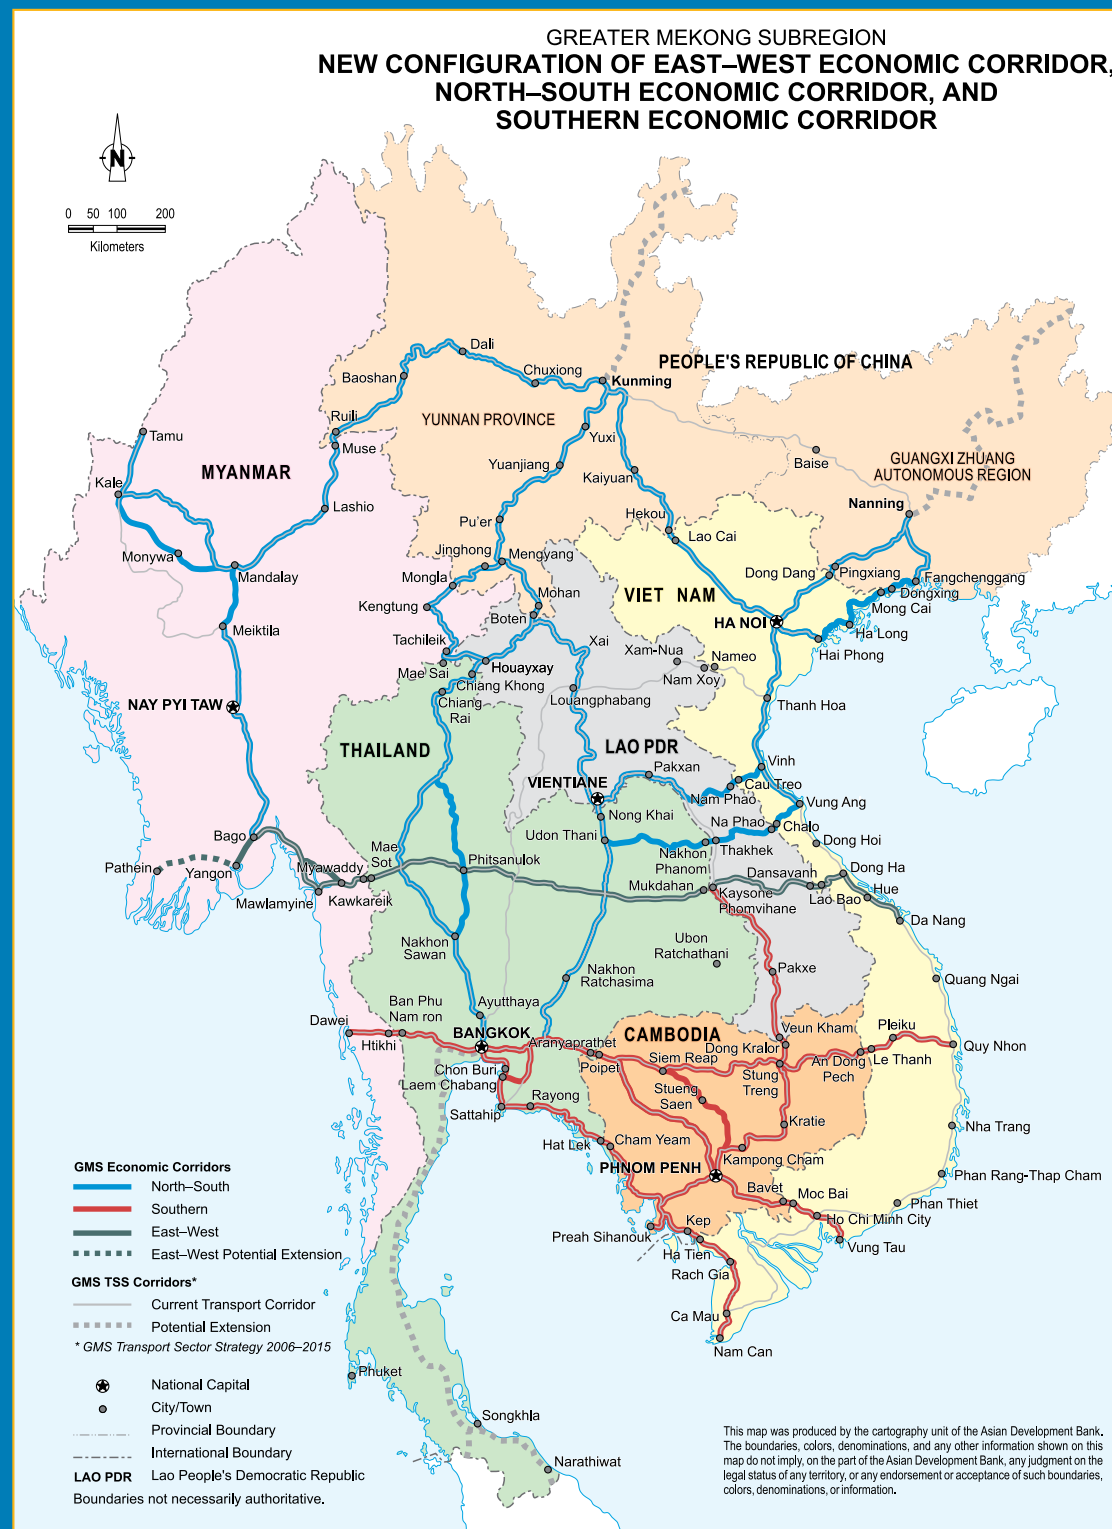 GREATER MEKONG SUBREGION
NEW CONFIGURATION OF EAST–WEST ECONOMIC CORRIDOR,
NORTH–SOUTH ECONOMIC CORRIDOR, AND
SOUTHERN ECONOMIC CORRIDOR
N
0 50 100 200
Kilometers
Dali
Baoshan
Chuxiong
Kunming
PEOPLE'S REPUBLIC OF CHINA
Ruili
YUNNAN PROVINCE
Tamu
Muse
Yuxi
MYANMAR
Yuanjiang
Kaiyuan
Baise
GUANGXI ZHUANG
AUTONOMOUS REGION
Kale
Lashio
Nanning
Pu'er
Hekou
Lao Cai
Monywa
Jinghong
Mengyang
Mandalay
Mongla
Dong Dang
Pingxiang
Fangchenggang
Dongxing
Mong Cai
Kengtung
Mohan
VIET NAM
Boten
HA NOI
Meiktila
Ha Long
Tachileik
Xai
Xam-Nua
Nameo
Hai Phong
Mae Sai
Houayxay
Nam Xoy
Chiang Khong
Chiang
Rai
Louangphabang
Thanh Hoa
NAY PYI TAW
THAILAND
LAO PDR
Pakxan
Vinh
VIENTIANE
Cau Treo
Nam Phao
Vung Ang
Nong Khai
Na Phao
Chalo
Bago
Udon Thani
Dong Hoi
Mae
Sot
Nakhon
Phanom
Thakhek
Pathein
Yangon
Myawaddy
Phitsanulok
Dansavanh
Dong Ha
Mukdahan
Kaysone
Phomvihane
Lao Bao
Hue
Mawlamyine
Kawkareik
Da Nang
Nakhon
Sawan
Ubon
Ratchathani
Nakhon
Ratchasima
Pakxe
Quang Ngai
Ban Phu
Nam ron
Ayutthaya
Dawei
Htikhi
BANGKOK
CAMBODIA
Veun Kham
Pleiku
Aranyaprathet
Dong Kralor
Quy Nhon
Poipet
Siem Reap
An Dong
Pech
Le Thanh
Chon Buri
Laem Chabang
Stueng
Saen
Stung
Treng
Rayong
Sattahip
Kratie
Nha Trang
Hat Lek
Cham Yeam
Kampong Cham
PHNOM PENH
Phan Rang-Thap Cham
Bavet
Moc Bai
Phan Thiet
Kep
Ho Chi Minh City
Preah Sihanouk
Ha Tien
Vung Tau
Rach Gia
Ca Mau
Nam Can
Phuket
Songkhla
Narathiwat
GMS Economic Corridors
North–South
Southern
East–West
East–West Potential Extension
GMS TSS Corridors*
Current Transport Corridor
Potential Extension
* GMS Transport Sector Strategy 2006–2015
National Capital
City/Town
Provincial Boundary
International Boundary
LAO PDR Lao People's Democratic Republic
Boundaries not necessarily authoritative.
This map was produced by the cartography unit of the Asian Development Bank.
The boundaries, colors, denominations, and any other information shown on this
map do not imply, on the part of the Asian Development Bank, any judgment on the
legal status of any territory, or any endorsement or acceptance of such boundaries,
colors, denominations, or information.